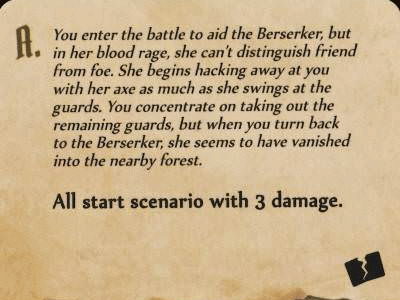 A. You enter the battle to aid the Berserker, but
in her blood rage, she can't distinguish friend
from foe. She begins hacking away at you
with her axe as much as she swings at the
guards. You concentrate on taking out the
remaining guards, but when you turn back
to the Berserker, she seems to have vanished
into the nearby forest.
All start scenario with 3 damage.